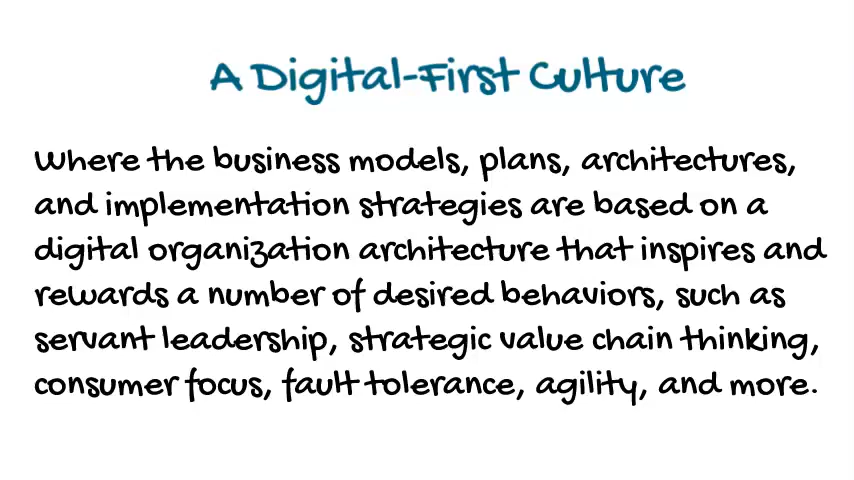 A Digital-First Culture
Where the business models, plans, architectures,
and implementation strategies are based on a
digital organization architecture that inspires and
rewards a number of desired behaviors, such as
servant leadership, strategic value chain thinking,
consumer focus, fault tolerance, agility, and more.